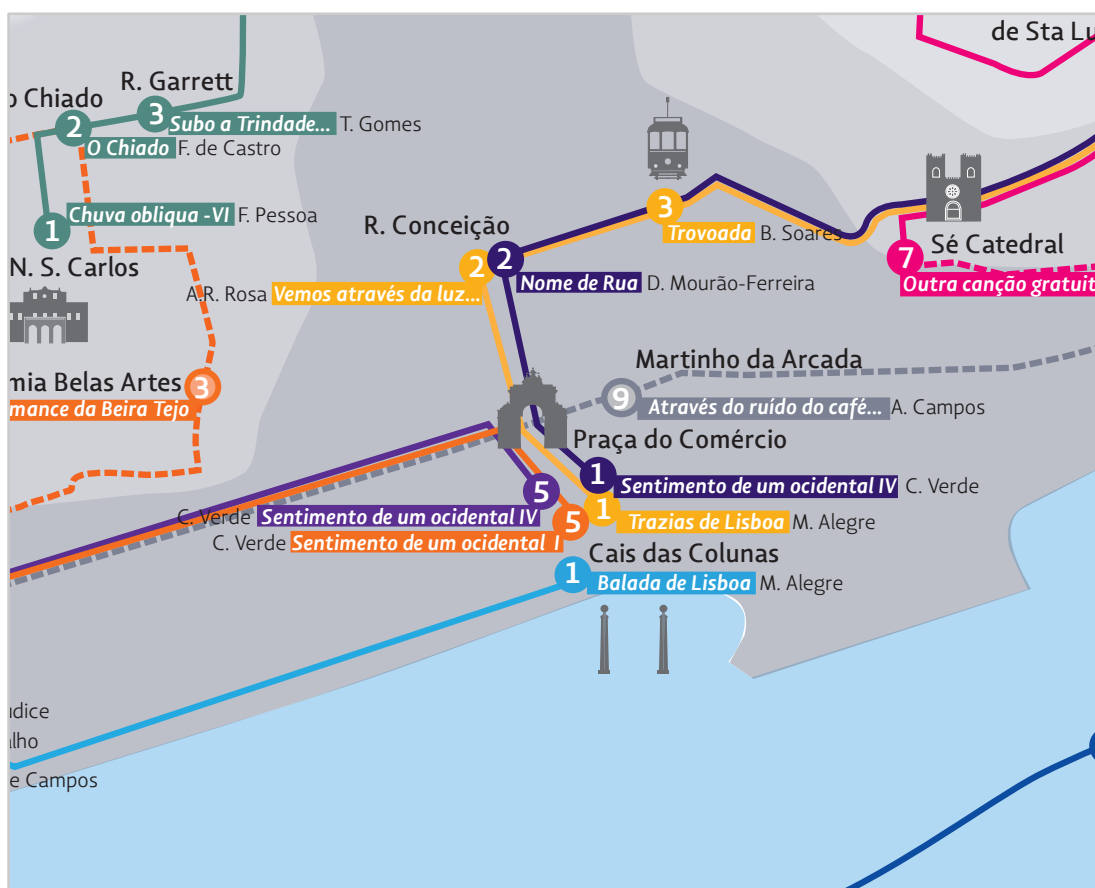 de Sta Lu
R. Garrett
o Chiado
3 Subo a Trindade... T. Gomes
2 O Chiado F. de Castro
1 Chuva obliqua -VI F. Pessoa
N. S. Carlos
3 Trovoada B. Soares
R. Conceição
Sé Catedral
7 Outra canção gratuit
2 2 Nome de Rua D. Mourão-Ferreira
A.R. Rosa Vemos através da luz...
Martinho da Arcada
9 Através do ruído do café... A. Campos
mia Belas Artes 3
mance da Beira Tejo
Praça do Comércio
1 Sentimento de um ocidental IV C. Verde
C. Verde Sentimento de um ocidental IV 5
1 Trazias de Lisboa M. Alegre
C. Verde Sentimento de um ocidental I 5
Cais das Colunas
1 Balada de Lisboa M. Alegre
údice
alho
e Campos